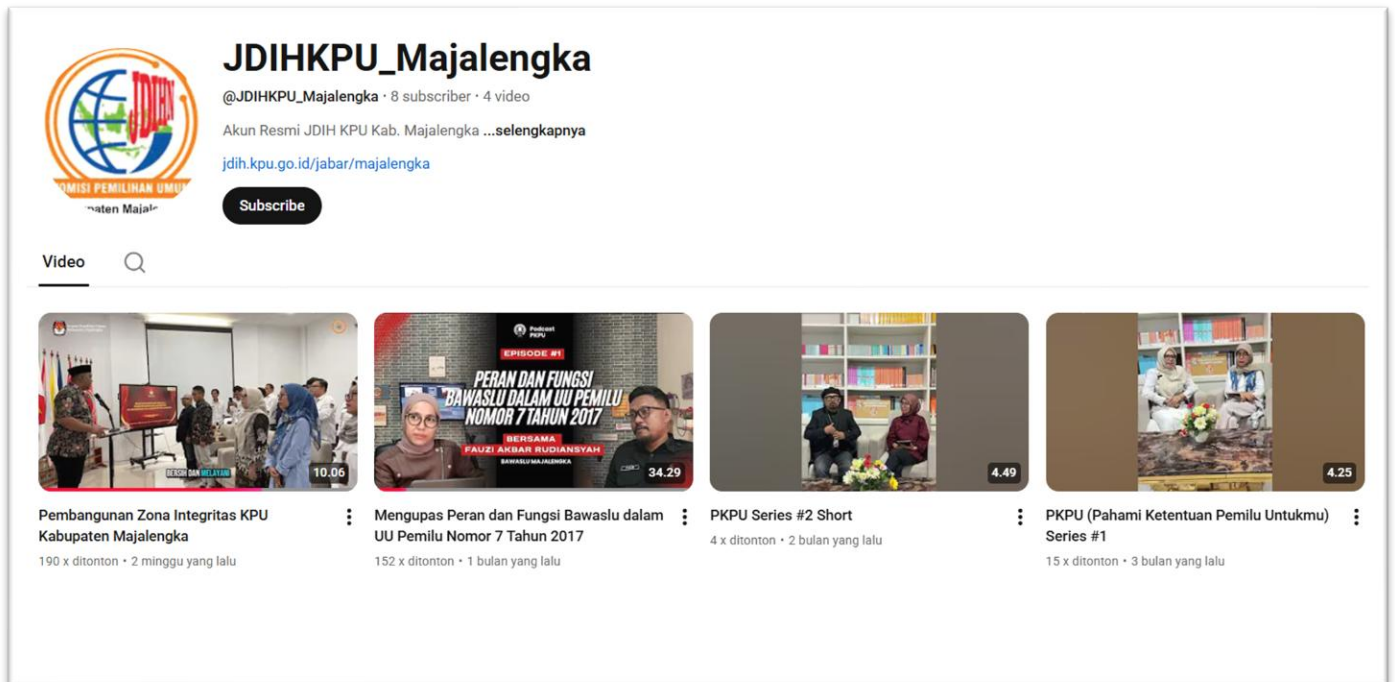 JDIHKPU_Majalengka
@JDIHKPU_Majalengka · 8 subscriber · 4 video
Akun Resmi JDIH KPU Kab. Majalengka ...selengkapnya
jdih.kpu.go.id/jabar/majalengka
Subscribe
JDIHN
OMISI PEMILIHAN UMU
Video
BERSIH DAN MELAYANI
10.06
Pembangunan Zona Integritas KPU
Kabupaten Majalengka
190 x ditonton • 2 minggu yang lalu
Podcast
PKPU
EPISODE #1
PERAN DAN FUNGSI
BAWASLU DALAM UU PEMILU
NOMOR 7 TAHUN 2017
BERSAMA
FAUZI AKBAR RUDIANSYAH
BAWASLU MAJALENGKA
34.29
Mengupas Peran dan Fungsi Bawaslu dalam
UU Pemilu Nomor 7 Tahun 2017
152 x ditonton • 1 bulan yang lalu
4.49
PKPU Series #2 Short
4 x ditonton • 2 bulan yang lalu
4.25
PKPU (Pahami Ketentuan Pemilu Untukmu)
Series #1
15 x ditonton • 3 bulan yang lalu